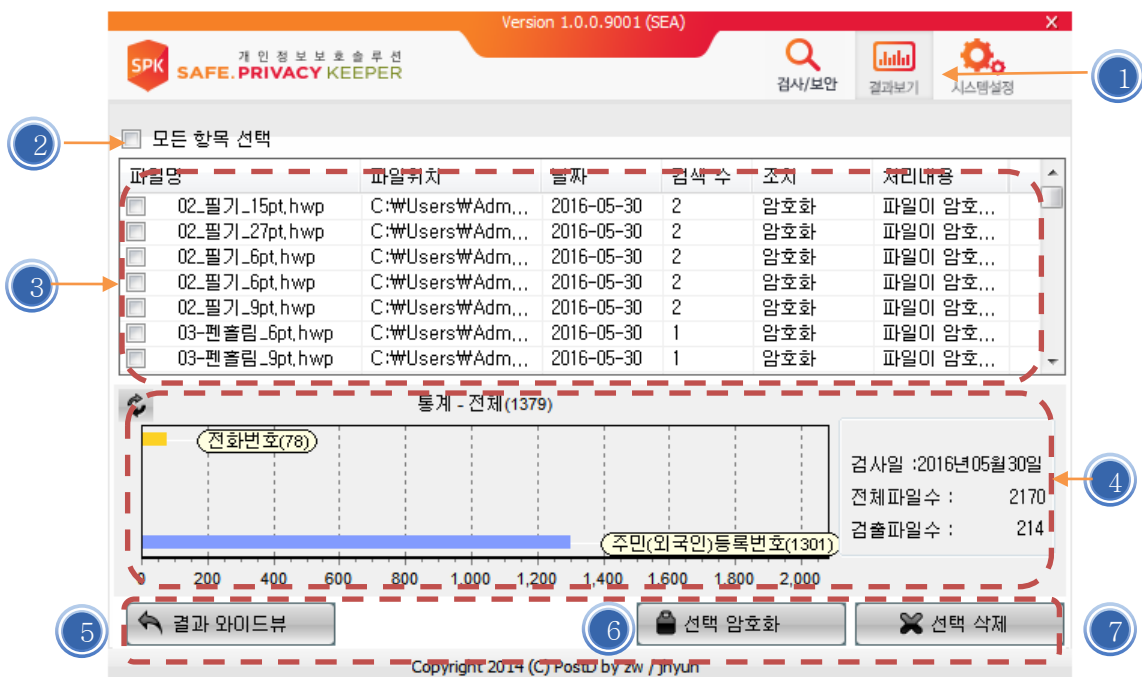 Version 1.0.0.9001 (SEA) X
SPK 개 인 정 보 보 호 솔 루 션
SAFE. PRIVACY KEEPER
검사/보안 결과보기 시스템설정
1
2 모든 항목 선택
파일명 파일위치 날짜 검색 수 조치 처리내용
02_필기_15pt,hwp C:₩Users₩Adm... 2016-05-30 2 암호화 파일이 암호...
02_필기_27pt,hwp C:₩Users₩Adm... 2016-05-30 2 암호화 파일이 암호...
02_필기_6pt,hwp C:₩Users₩Adm... 2016-05-30 2 암호화 파일이 암호...
3 02_필기_6pt,hwp C:₩Users₩Adm... 2016-05-30 2 암호화 파일이 암호...
02_필기_9pt,hwp C:₩Users₩Adm... 2016-05-30 2 암호화 파일이 암호...
03-펜흘림_6pt,hwp C:₩Users₩Adm... 2016-05-30 1 암호화 파일이 암호...
03-펜흘림_9pt,hwp C:₩Users₩Adm... 2016-05-30 1 암호화 파일이 암호...
통계 - 전체(1379)
전화번호(78)
검사일 :2016년05월30일
4
전체파일수 : 2170
검출파일수 : 214
주민(외국인)등록번호(1301)
0 200 400 600 800 1,000 1,200 1,400 1,600 1,800 2,000
5 결과 와이드뷰 6 선택 암호화 선택 삭제 7
Copyright 2014 (C) PostID by zw / jhyun